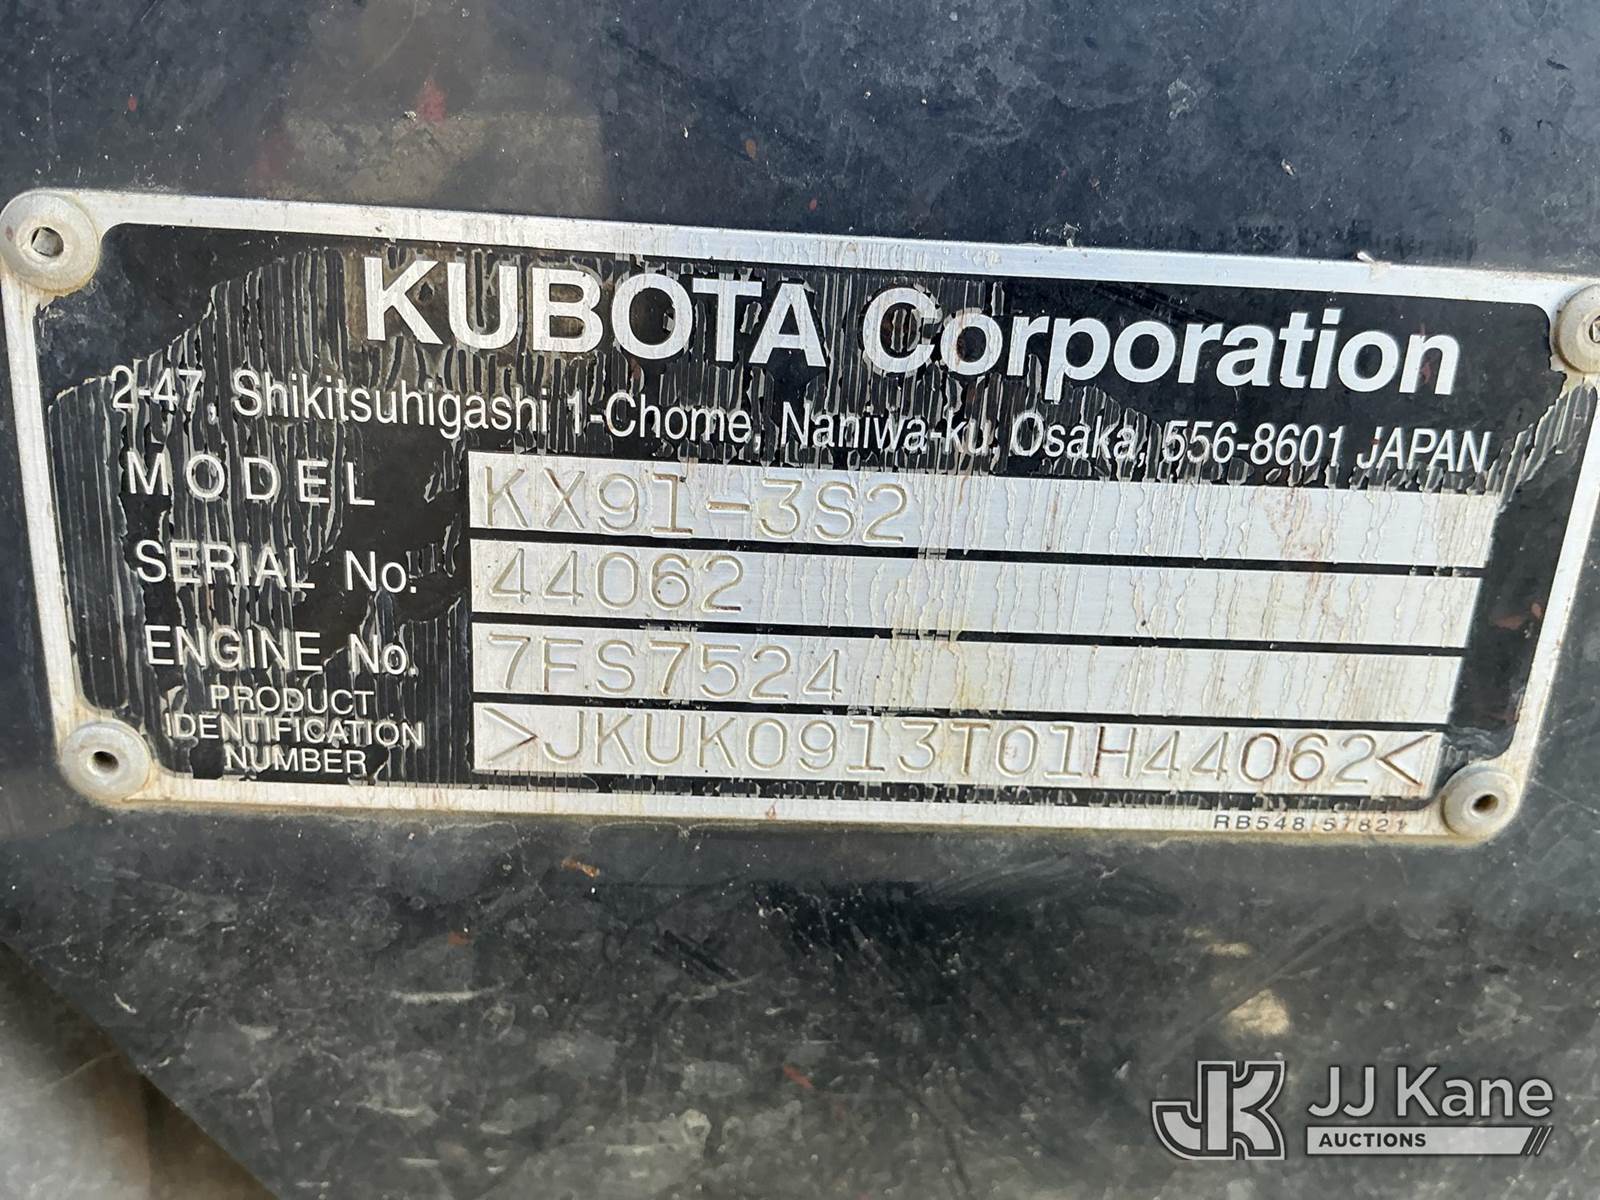 KUBOTA Corporation
2-47, Shikitsuhigashi 1-Chome, Naniwa-ku, Osaka, 556-8601 JAPAN
MODEL KX91-3S2
SERIAL No. 44062
ENGINE No. 7FS7524
PRODUCT
IDENTIFICATION
NUMBER >JKUK0913T01H44062<
RB548 57821
JK JJ Kane
AUCTIONS